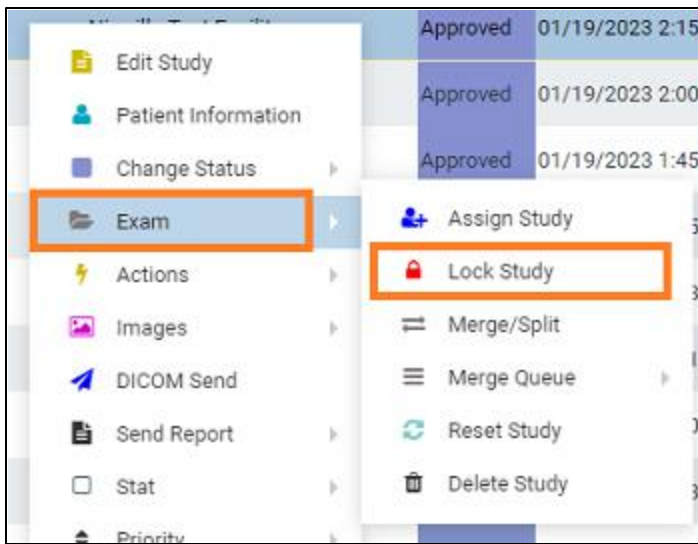 Approved 01/19/2023 2:15
Edit Study
Approved 01/19/2023 2:00
Patient Information
Change Status
Approved 01/19/2023 1:45
Exam
Assign Study
Actions
Lock Study
Images
Merge/Split
DICOM Send
Merge Queue
Send Report
Reset Study
Stat
Delete Study
Priority